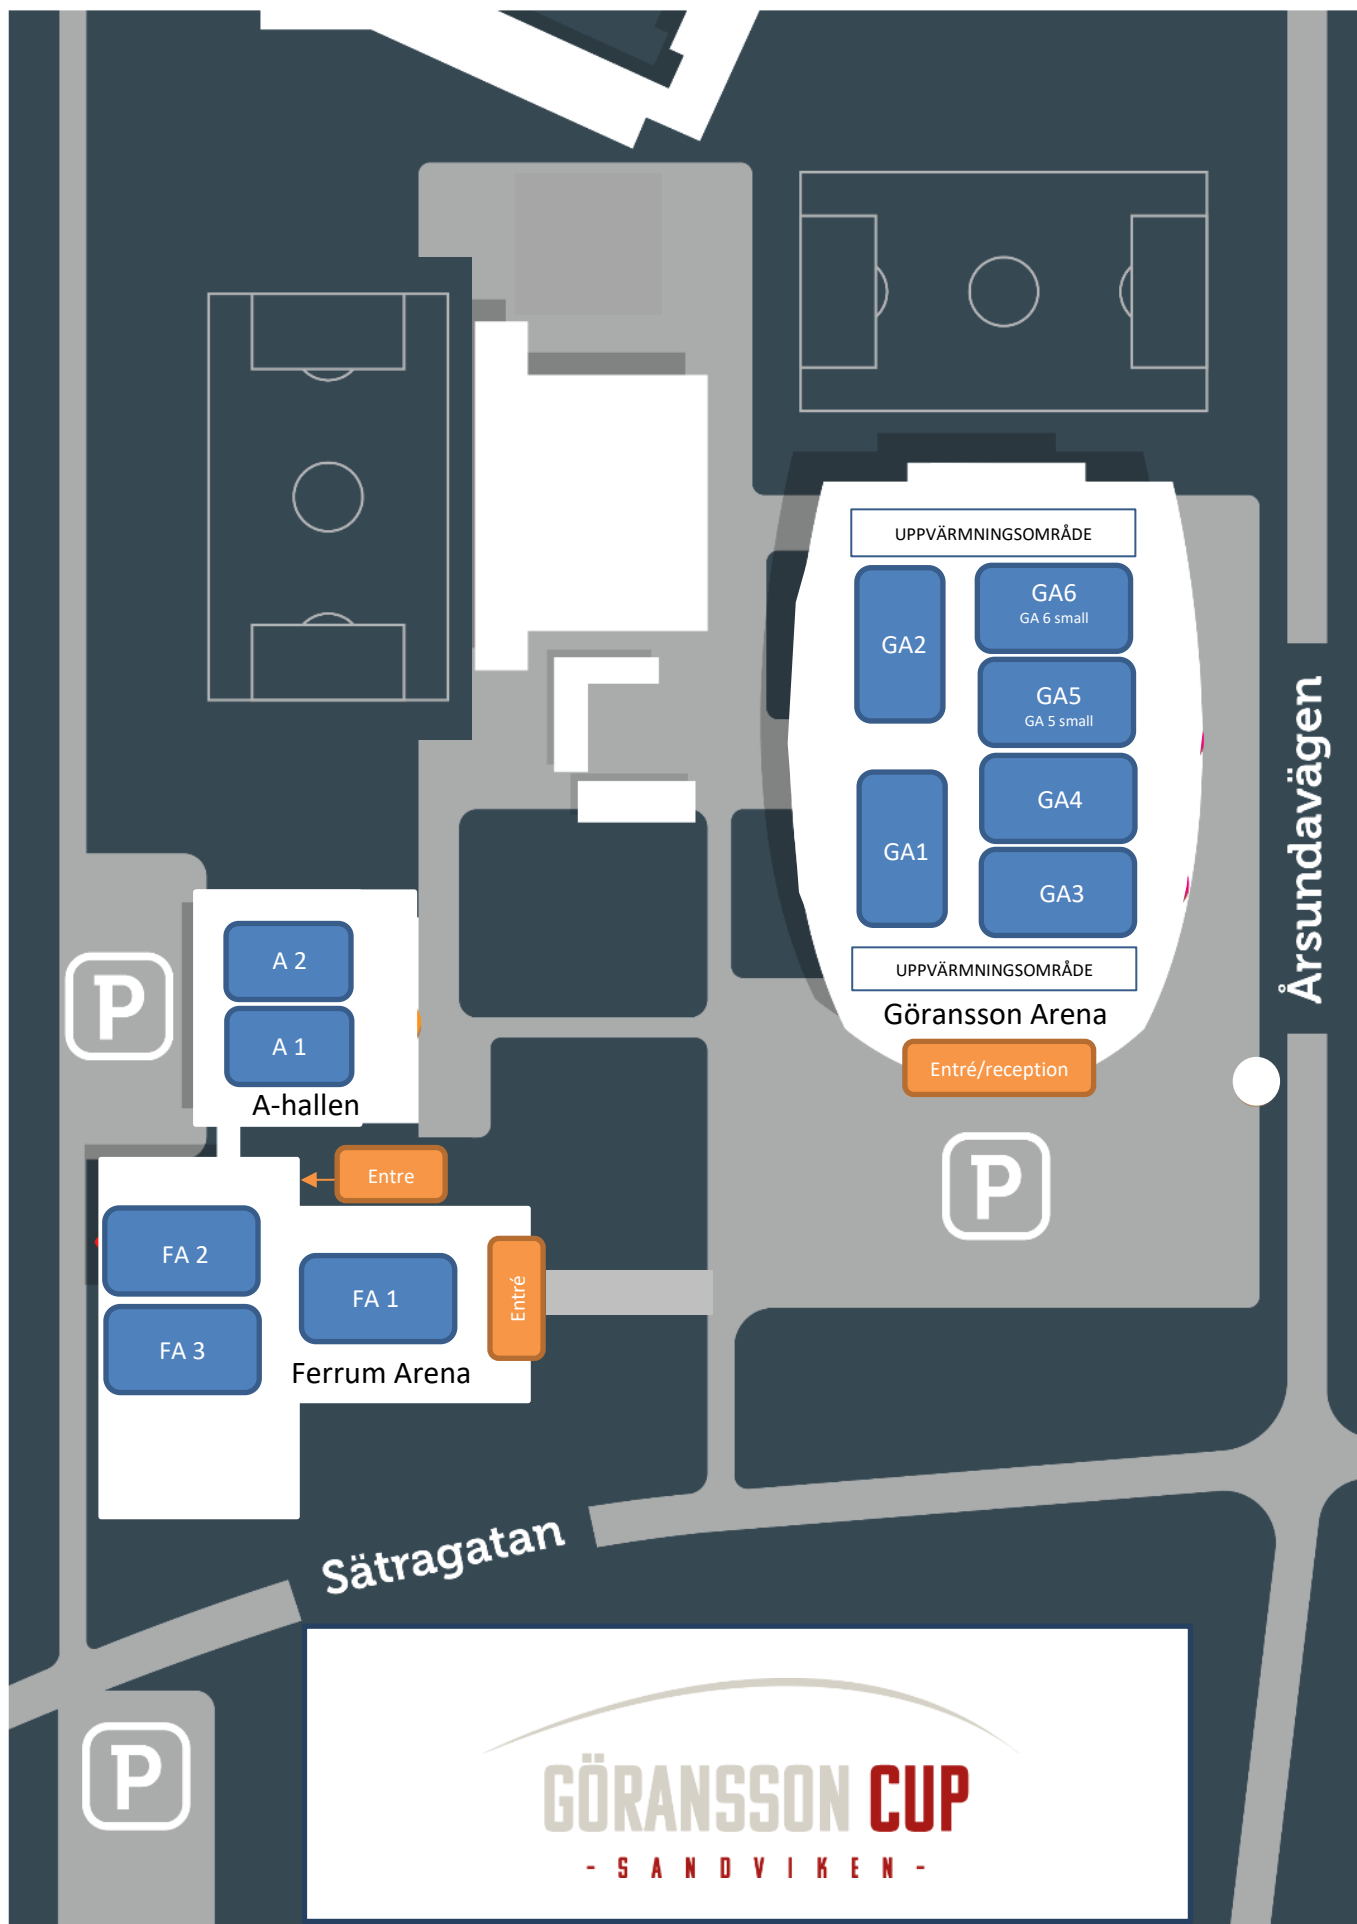 UPPVÄRMNINGSOMRÅDE
GA2
GA6
GA 6 small
GA5
GA 5 small
GA1
GA4
GA3
UPPVÄRMNINGSOMRÅDE
Göransson Arena
Entré/reception
Årsundavägen
P
A 2
A 1
A-hallen
Entre
P
FA 2
FA 3
FA 1
Entré
Ferrum Arena
Sätragatan
P
GÖRANSSON CUP
- SANDVIKEN -